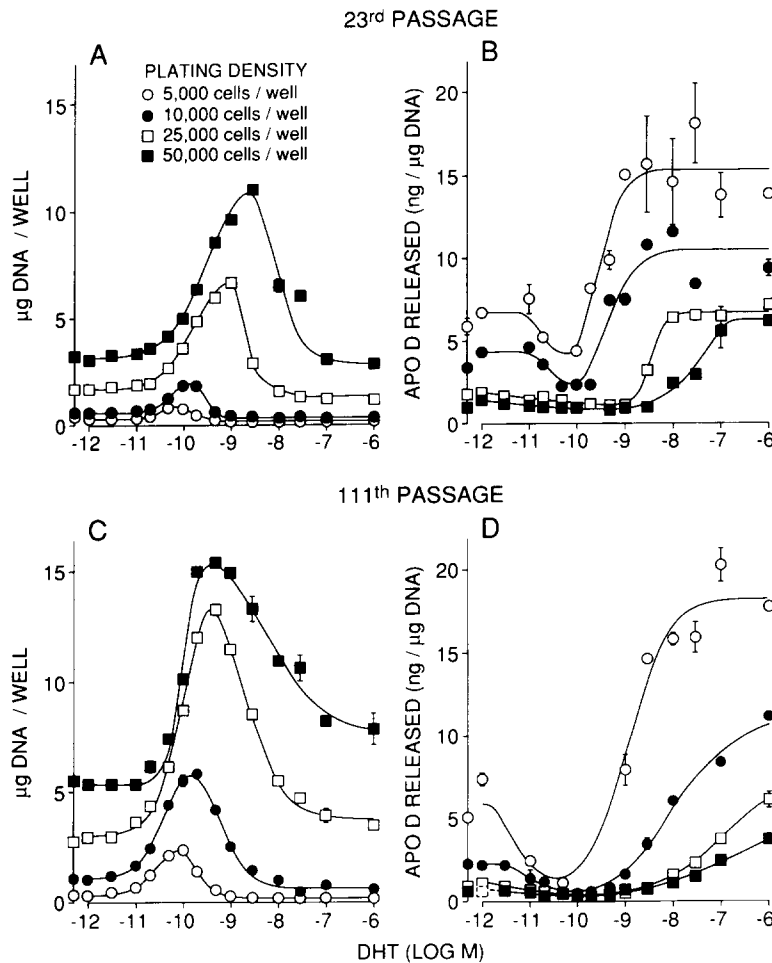 23rd PASSAGE
A
PLATING DENSITY
5,000 cells / well
10,000 cells / well
25,000 cells / well
50,000 cells / well
µg DNA / WELL
15
10
5
0
-12 -11 -10 -9 -8 -7 -6
B
APO D RELEASED (ng / µg DNA)
20
15
10
5
0
-12 -11 -10 -9 -8 -7 -6
111th PASSAGE
C
µg DNA / WELL
15
10
5
0
-12 -11 -10 -9 -8 -7 -6
D
APO D RELEASED (ng / µg DNA)
20
15
10
5
0
-12 -11 -10 -9 -8 -7 -6
DHT (LOG M)